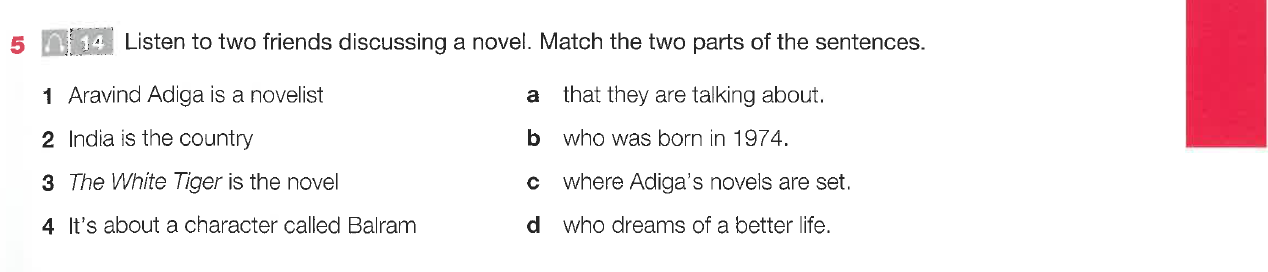 5 14 Listen to two friends discussing a novel. Match the two parts of the sentences.
1 Aravind Adiga is a novelist a that they are talking about.
2 India is the country b who was born in 1974.
3 The White Tiger is the novel c where Adiga's novels are set.
4 It's about a character called Balram d who dreams of a better life.